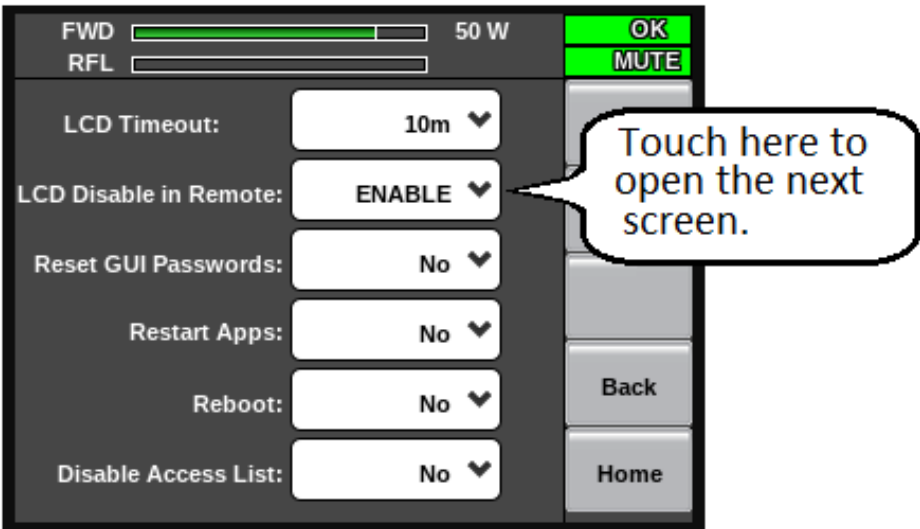 FWD 50 W OK
RFL MUTE
LCD Timeout: 10m
Touch here to
open the next
screen.
LCD Disable in Remote: ENABLE
Reset GUI Passwords: No
Restart Apps: No
Reboot: No
Back
Disable Access List: No
Home